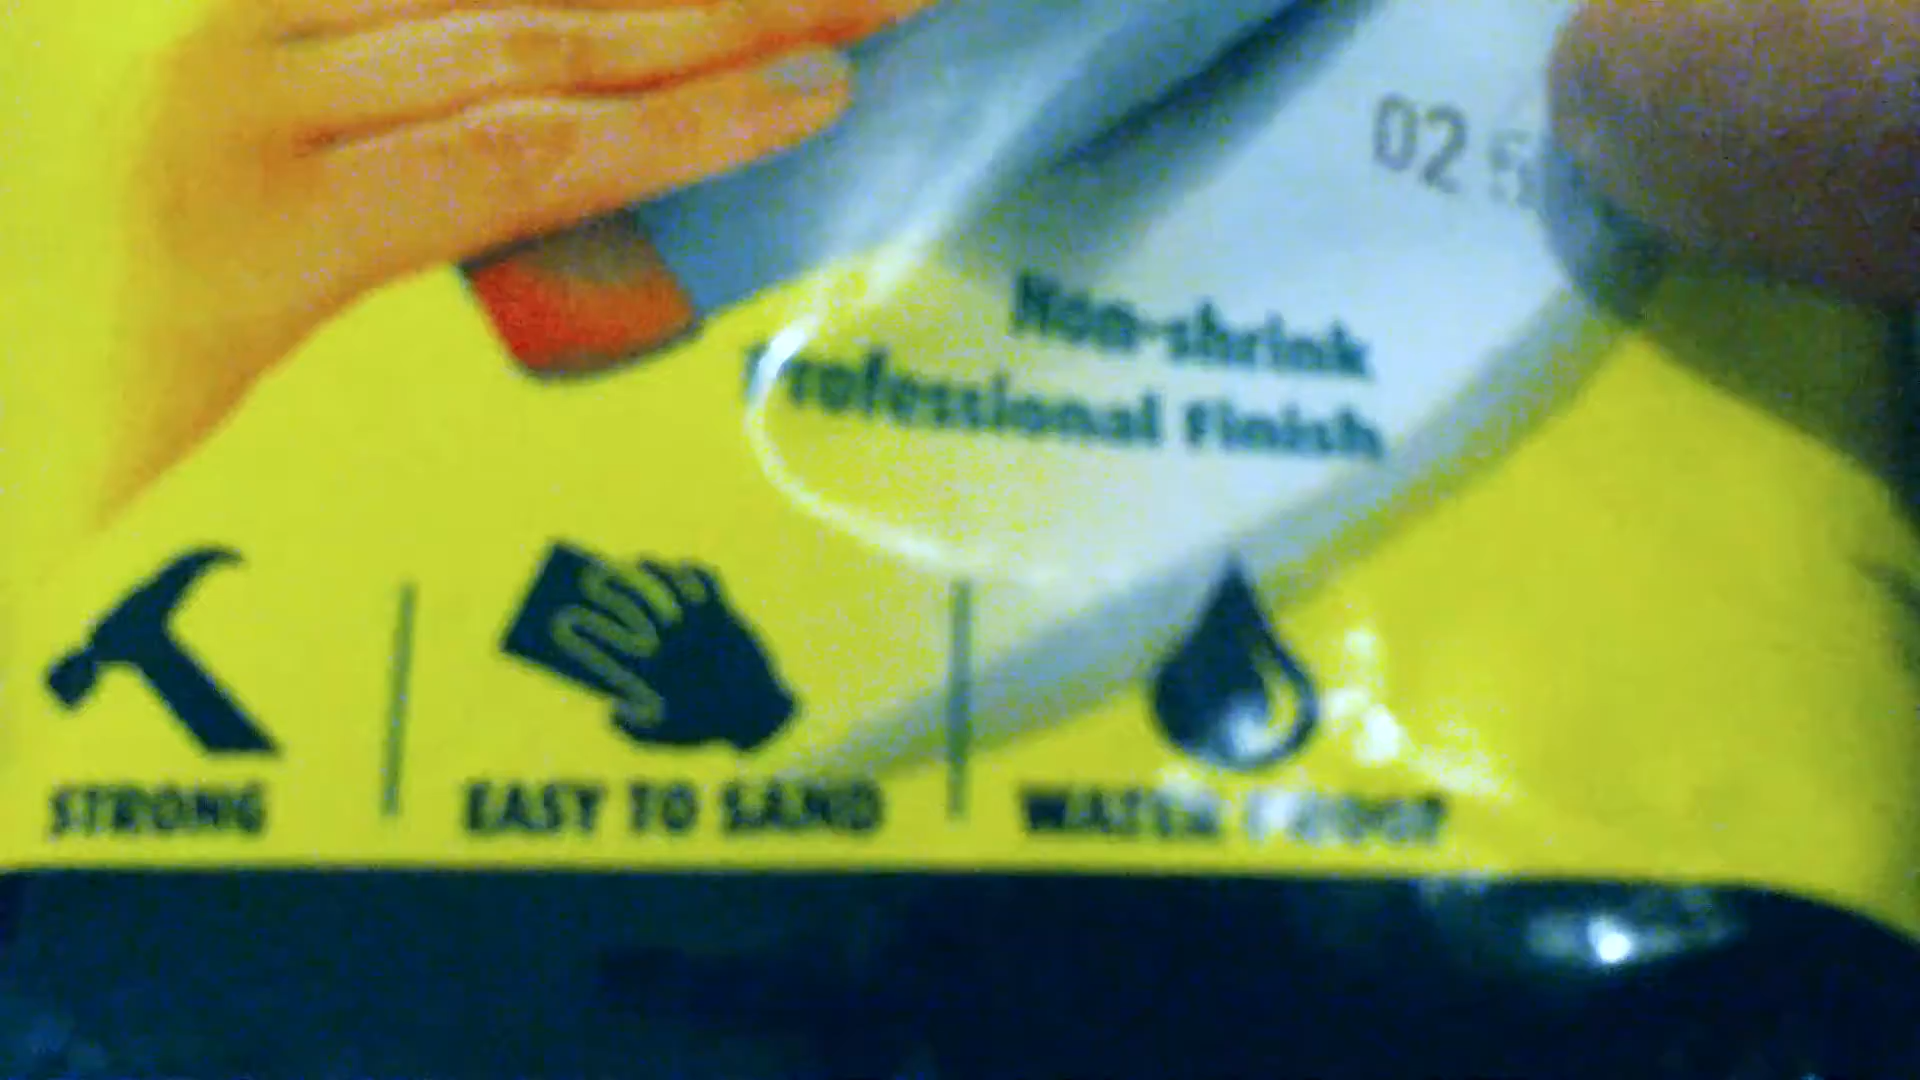 02
Non-shrink
Professional Finish
STRONG
EASY TO SAND
WATER PROOF